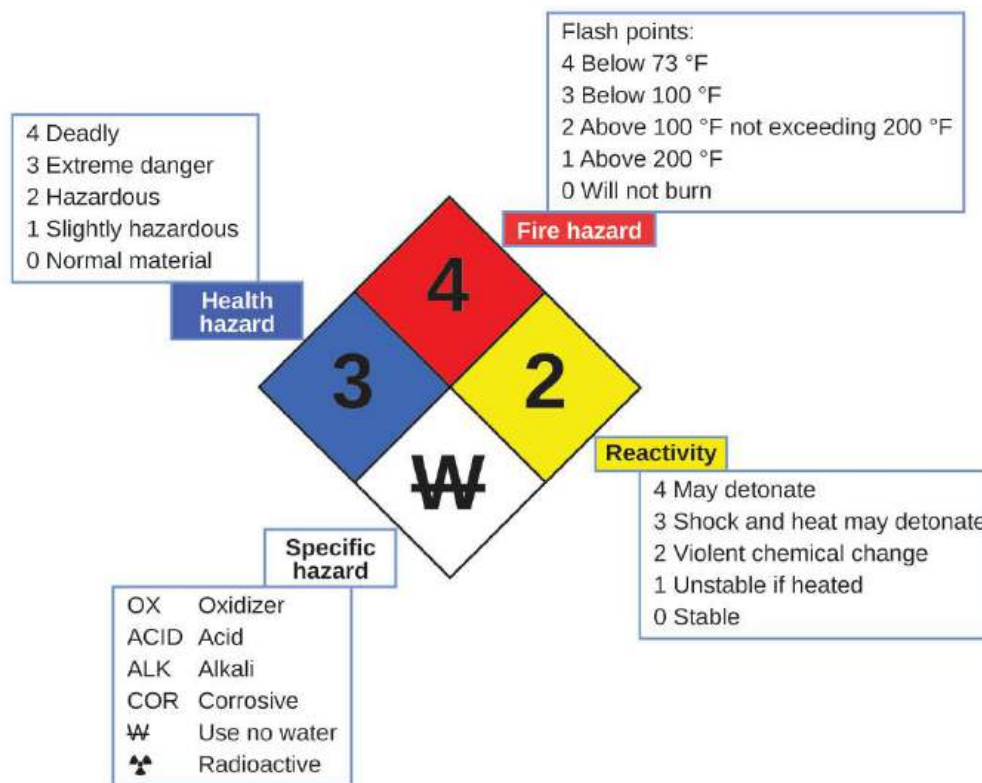 Flash points:
4 Below 73 °F
3 Below 100 °F
2 Above 100 °F not exceeding 200 °F
1 Above 200 °F
0 Will not burn
Fire hazard
4 Deadly
3 Extreme danger
2 Hazardous
1 Slightly hazardous
0 Normal material
Health
hazard
4
3
2
W̶
Reactivity
4 May detonate
3 Shock and heat may detonate
2 Violent chemical change
1 Unstable if heated
0 Stable
Specific
hazard
OX Oxidizer
ACID Acid
ALK Alkali
COR Corrosive
W̶ Use no water
☢ Radioactive